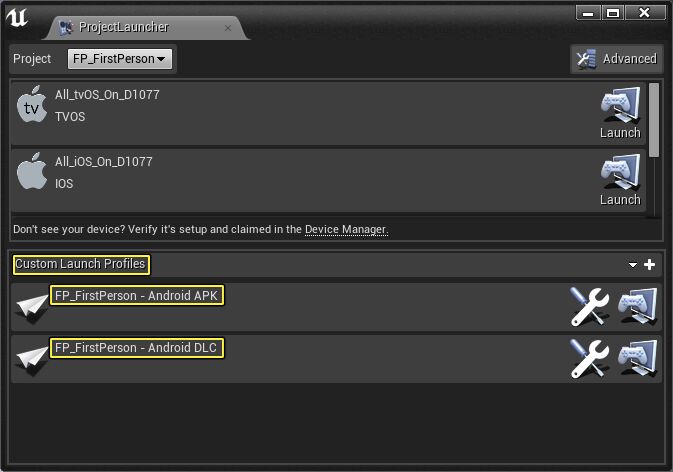 ProjectLauncher
Project FP_FirstPerson Advanced
All_tvOS_On_D1077
tv
TVOS
Launch
All_iOS_On_D1077
IOS
Launch
Don't see your device? Verify it's setup and claimed in the Device Manager.
Custom Launch Profiles
FP_FirstPerson - Android APK
FP_FirstPerson - Android DLC